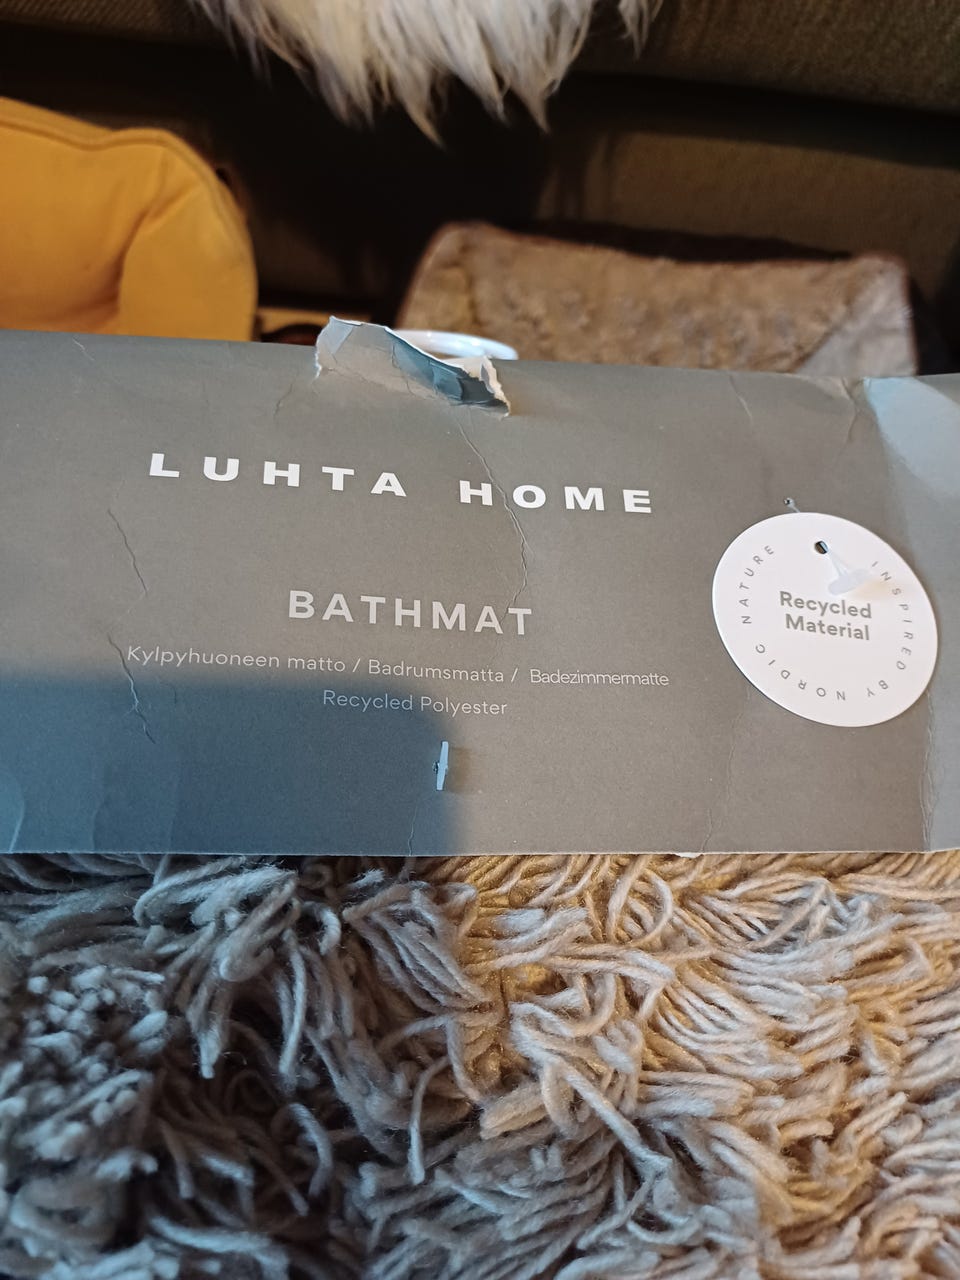 LUHTA HOME
BATHMAT
Kylpyhuoneen matto / Badrumsmatta / Badezimmermatte
Recycled Polyester
INSPIRED BY NORDIC NATURE
Recycled
Material